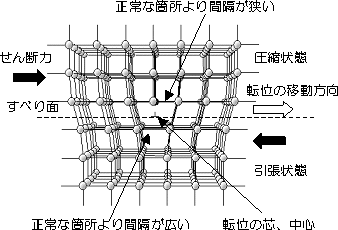 正常な箇所より間隔が狭い
せん断力
圧縮状態
転位の移動方向
すべり面
引張状態
正常な箇所より間隔が広い
転位の芯、中心